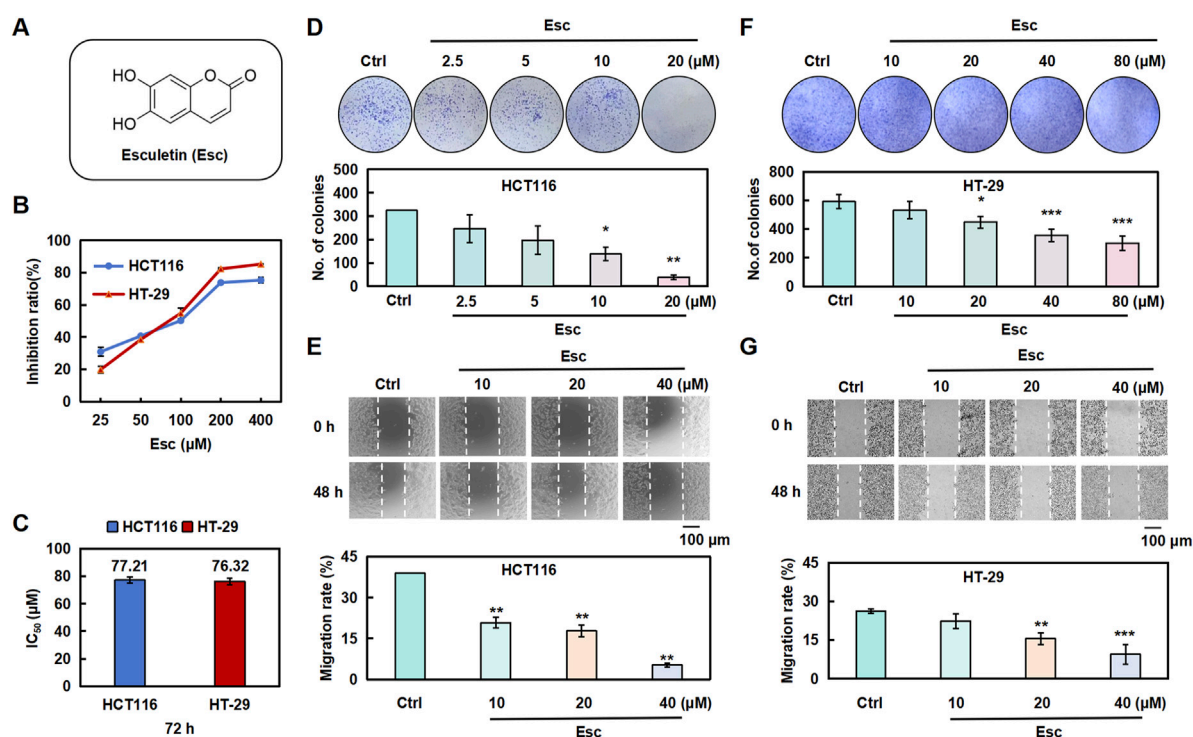 A
HO
O
O
HO
Esculetin (Esc)
B
Inhibition ratio(%)
100
80
60
40
20
0
HCT116
HT-29
25 50 100 200 400
Esc (μM)
C
HCT116 HT-29
IC50 (μM)
100
80
60
40
20
0
77.21 76.32
HCT116 HT-29
72 h
D
Esc
Ctrl 2.5 5 10 20 (μM)
No. of colonies
500
400
300
200
100
0
HCT116
*
**
Ctrl 2.5 5 10 20 (μM)
Esc
E
Esc
Ctrl 10 20 40 (μM)
0 h
48 h
100 μm
Migration rate (%)
45
30
15
0
HCT116
** ** **
Ctrl 10 20 40 (μM)
Esc
F
Esc
Ctrl 10 20 40 80 (μM)
No.of colonies
800
600
400
200
0
HT-29
* *** ***
Ctrl 10 20 40 80 (μM)
Esc
G
Esc
Ctrl 10 20 40 (μM)
0 h
48 h
100 μm
Migration rate (%)
45
30
15
0
HT-29
** ***
Ctrl 10 20 40 (μM)
Esc